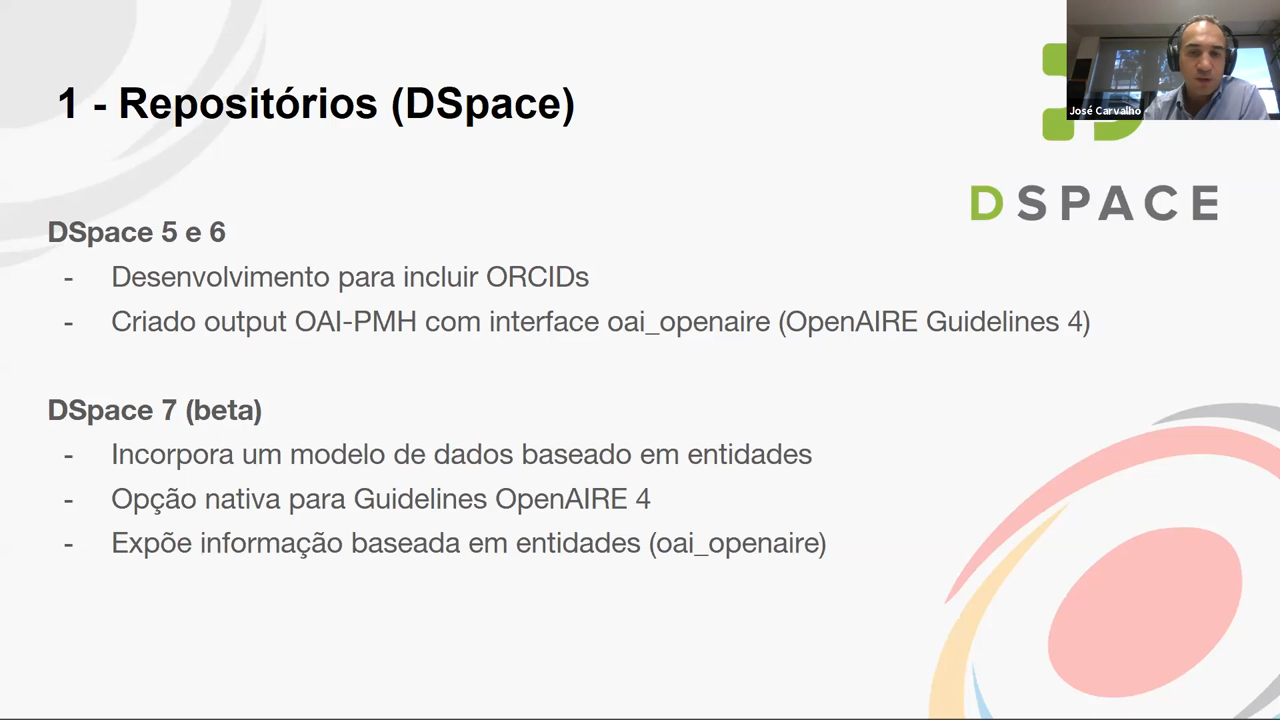 1 - Repositórios (DSpace)
José Carvalho
DSPACE
DSpace 5 e 6
- Desenvolvimento para incluir ORCIDs
- Criado output OAI-PMH com interface oai_openaire (OpenAIRE Guidelines 4)
DSpace 7 (beta)
- Incorpora um modelo de dados baseado em entidades
- Opção nativa para Guidelines OpenAIRE 4
- Expõe informação baseada em entidades (oai_openaire)